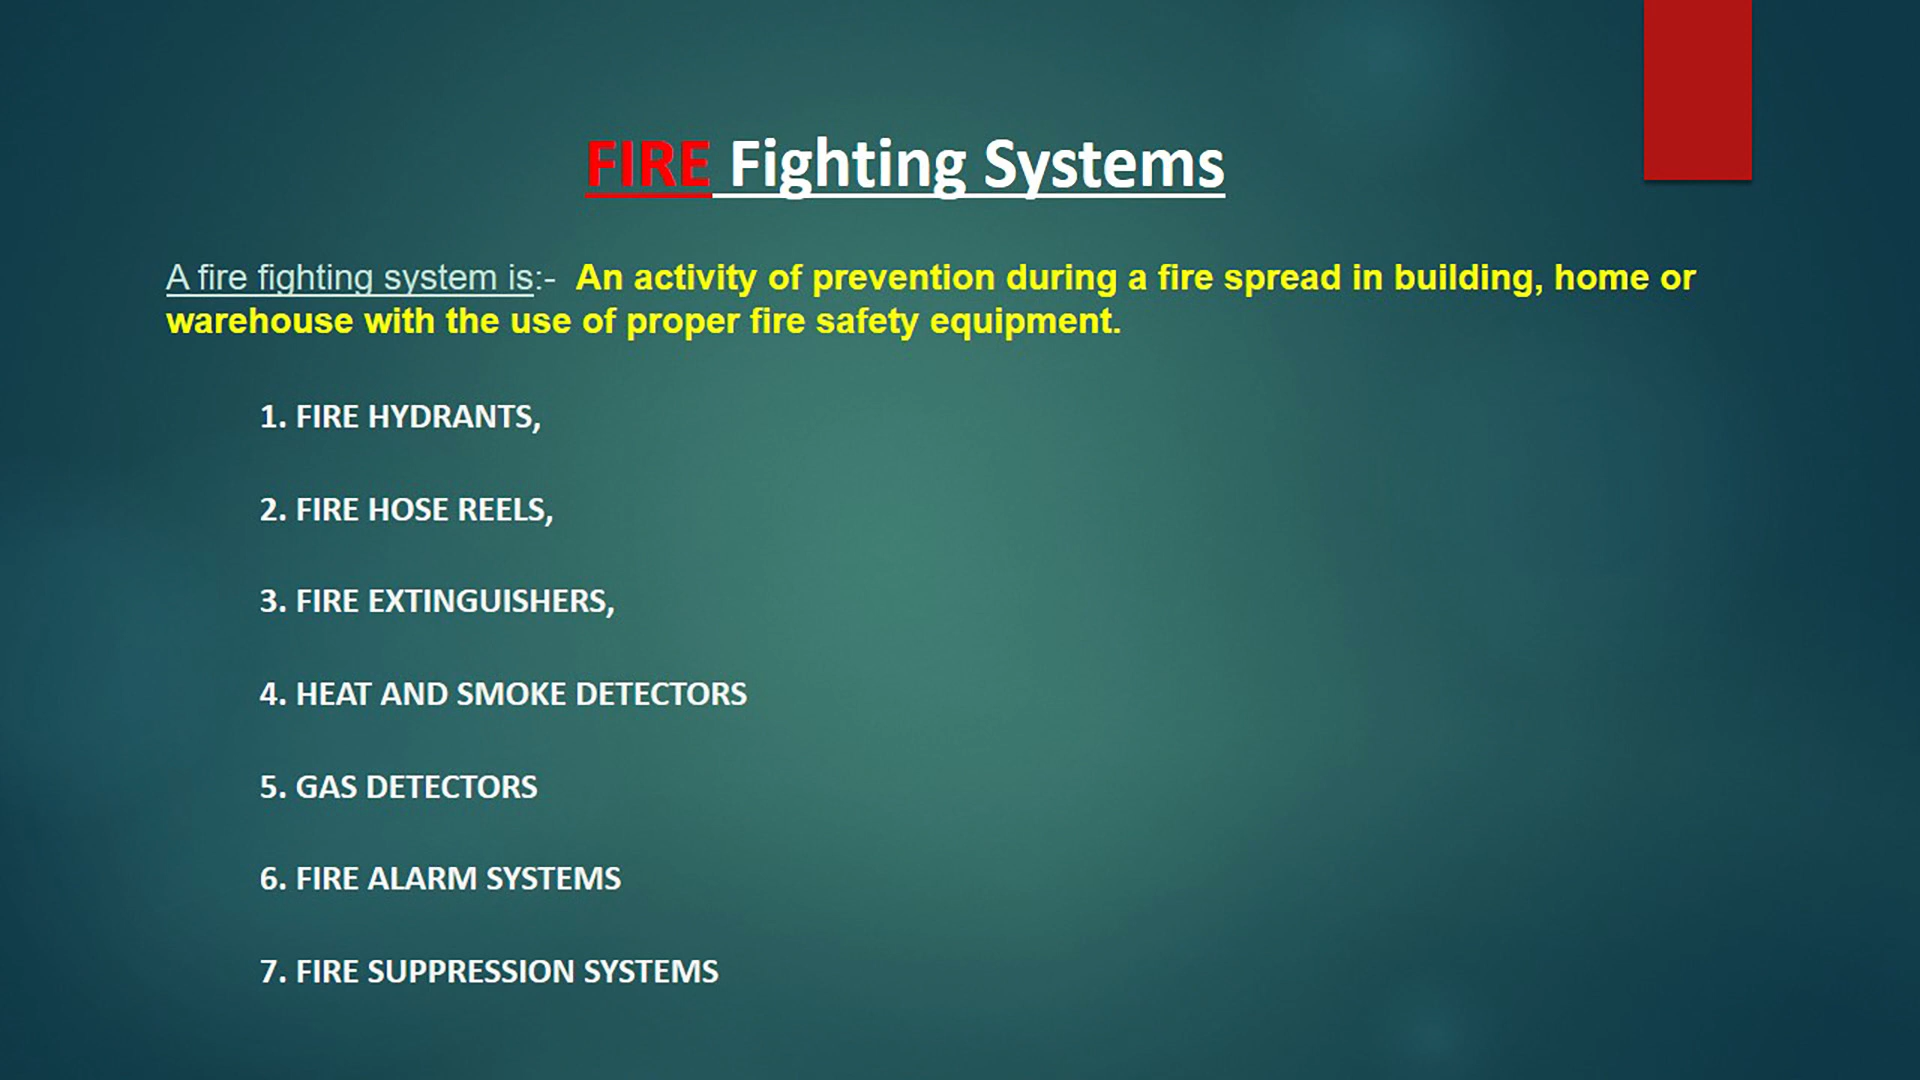 FIRE Fighting Systems
A fire fighting system is:- An activity of prevention during a fire spread in building, home or
warehouse with the use of proper fire safety equipment.
1. FIRE HYDRANTS,
2. FIRE HOSE REELS,
3. FIRE EXTINGUISHERS,
4. HEAT AND SMOKE DETECTORS
5. GAS DETECTORS
6. FIRE ALARM SYSTEMS
7. FIRE SUPPRESSION SYSTEMS